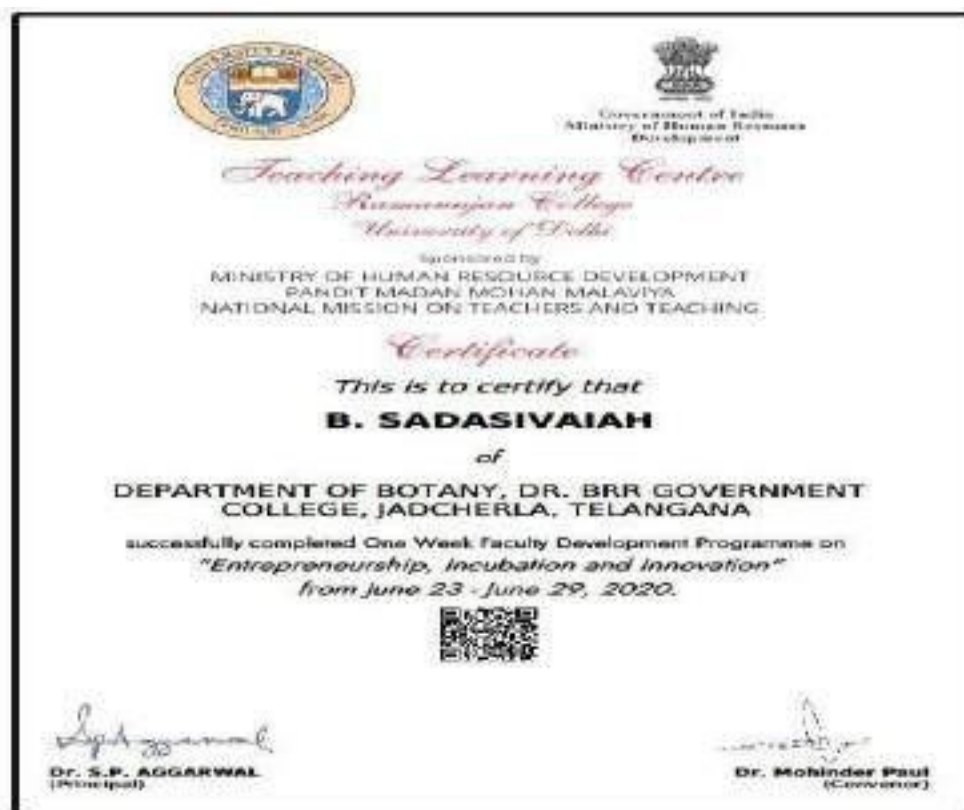 UNIVERSITY OF DELHI
Government of India
Ministry of Human Resource
Development
Teaching Learning Centre
Ramanujan College
University of Delhi
sponsored by
MINISTRY OF HUMAN RESOURCE DEVELOPMENT
PANDIT MADAN MOHAN MALAVIYA
NATIONAL MISSION ON TEACHERS AND TEACHING
Certificate
This is to certify that
B. SADASIVAIAH
of
DEPARTMENT OF BOTANY, DR. BRR GOVERNMENT
COLLEGE, JADCHERLA, TELANGANA
successfully completed One Week Faculty Development Programme on
"Entrepreneurship, Incubation and Innovation"
from June 23 - June 29, 2020.
Dr. S.P. AGGARWAL
(Principal)
Dr. Mohinder Paul
(Convenor)